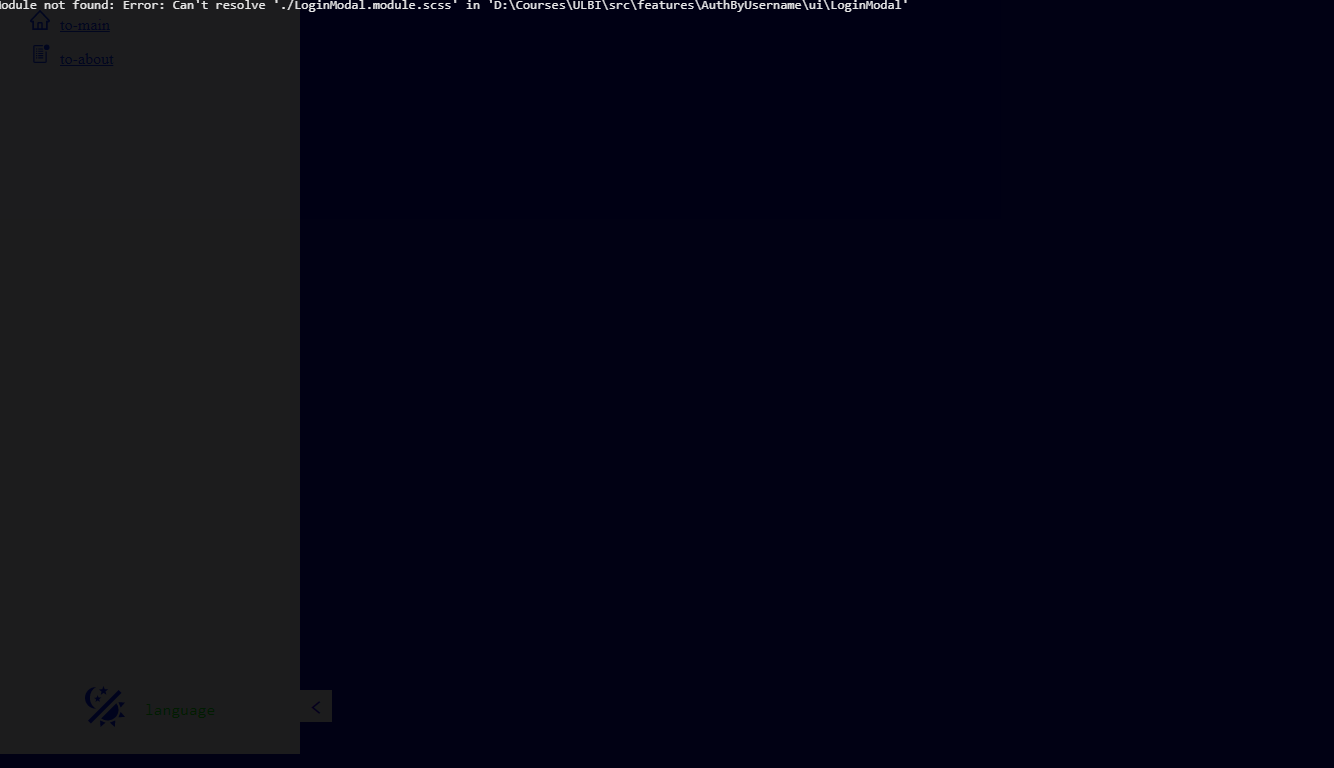 Module not found: Error: Can't resolve './LoginModal.module.scss' in 'D:\Courses\ULBI\src\features\AuthByUsername\ui\LoginModal'
to-main
to-about
language